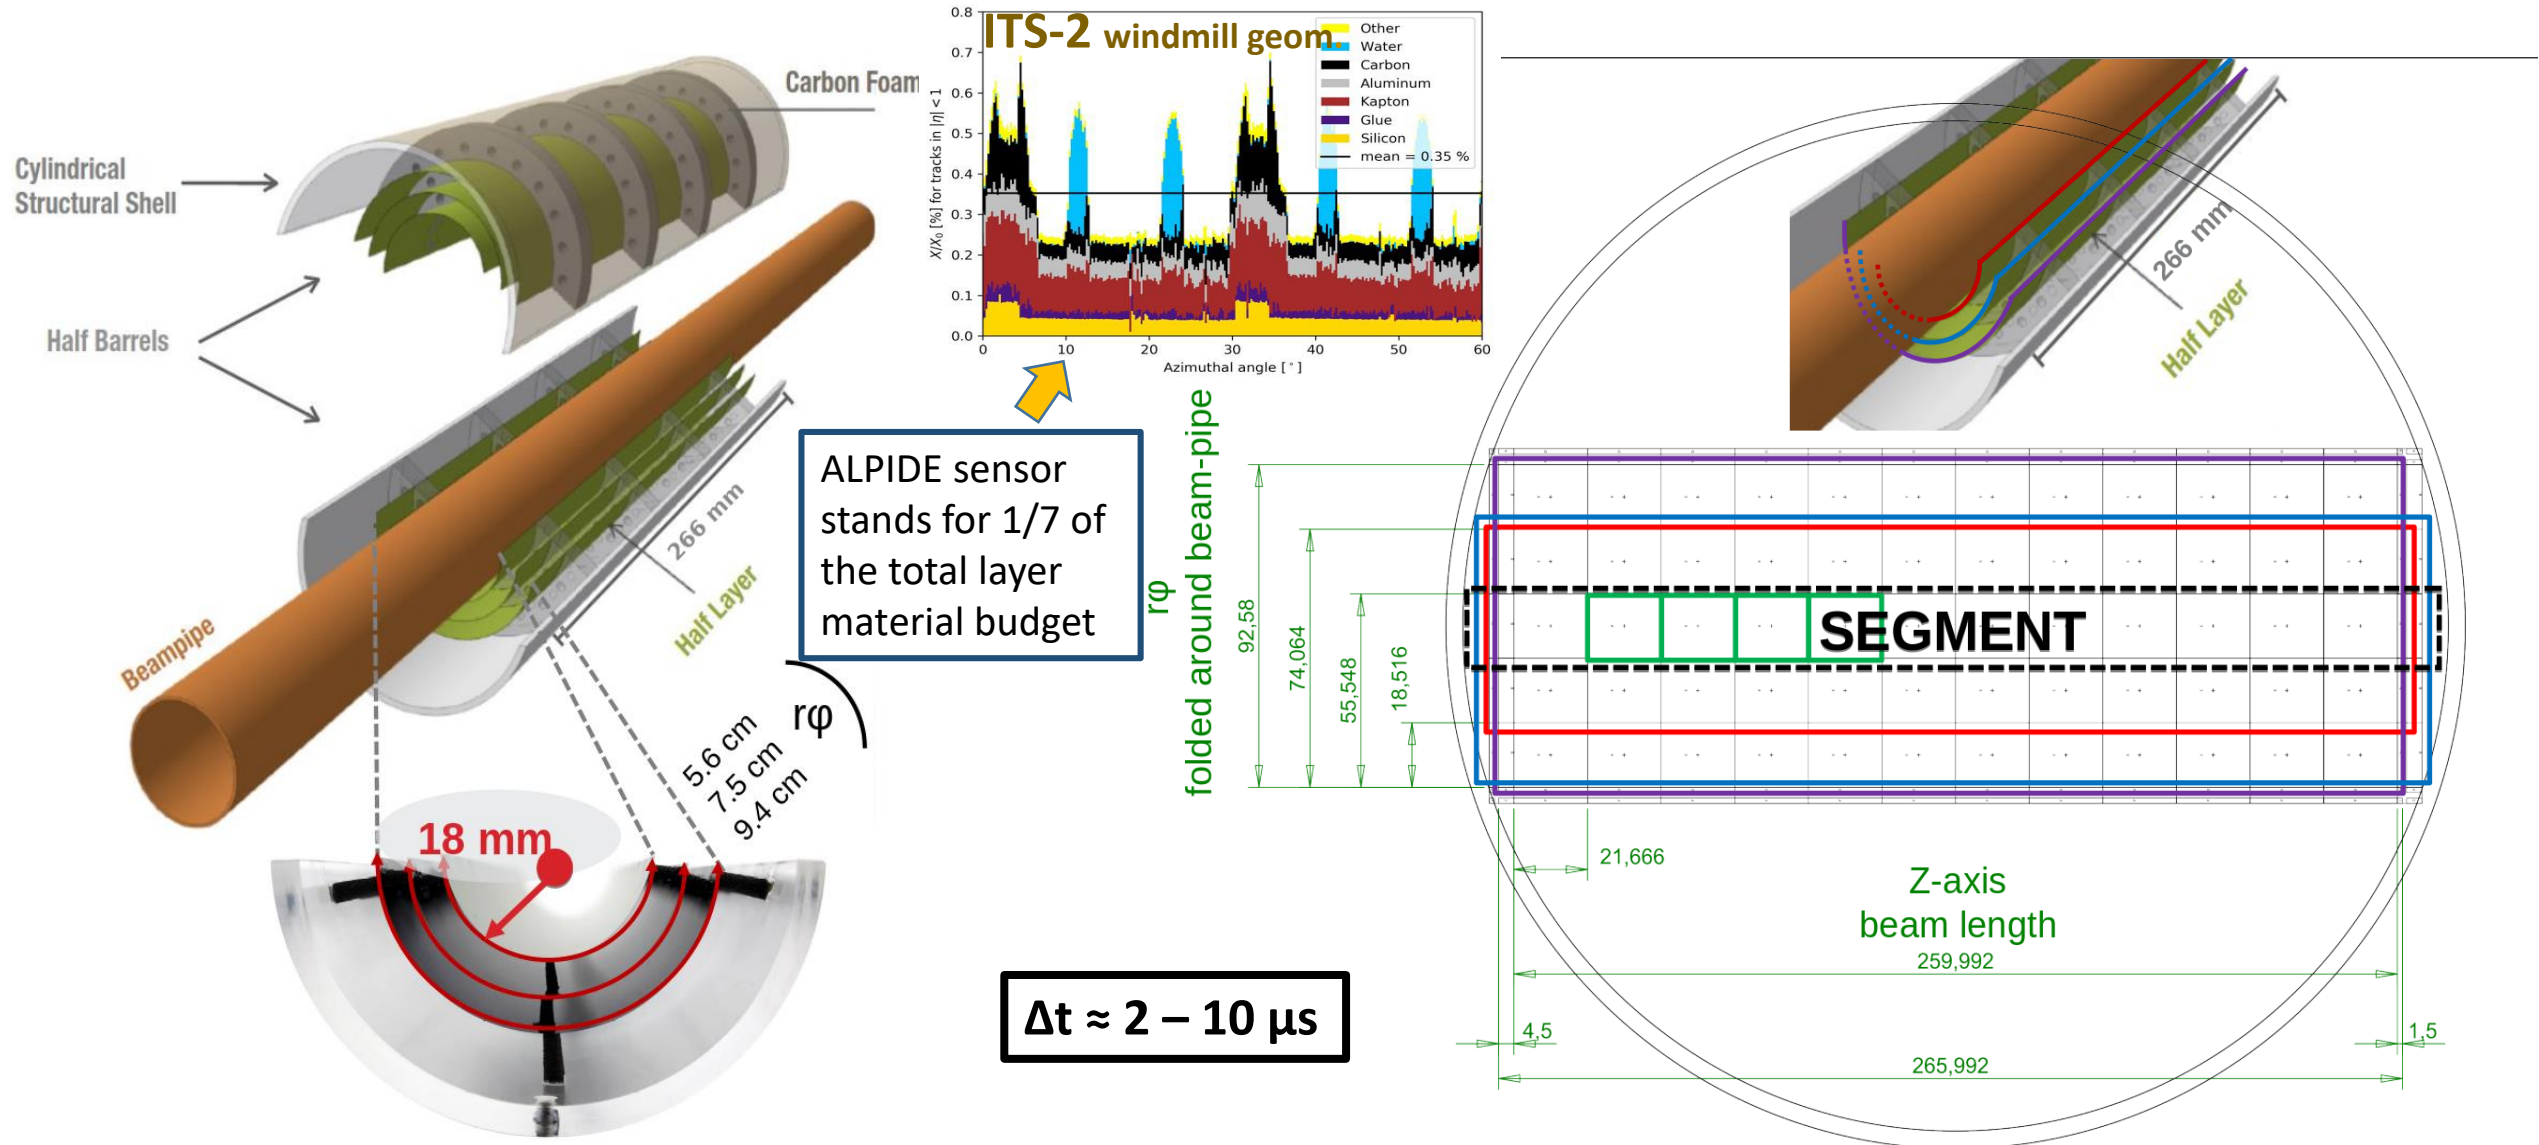 Carbon Foam
Cylindrical
Structural Shell
Half Barrels
266 mm
Half Layer
Beampipe
rφ
5.6 cm
7.5 cm
9.4 cm
18 mm
ITS-2 windmill geom.
X/X₀ [%] for tracks in |η| < 1
0.8
0.7
0.6
0.5
0.4
0.3
0.2
0.1
0.0
0
10
20
30
40
50
60
Azimuthal angle [°]
Other
Water
Carbon
Aluminum
Kapton
Glue
Silicon
mean = 0.35 %
ALPIDE sensor
stands for 1/7 of
the total layer
material budget
Δt ≈ 2 – 10 μs
266 mm
Half Layer
rφ
folded around beam-pipe
92,58
74,064
55,548
18,516
SEGMENT
21,666
Z-axis
beam length
259,992
4,5
1,5
265,992